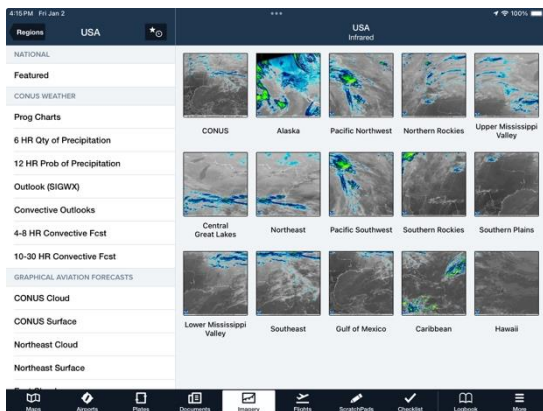 4:15 PM Fri Jan 2
100%
Regions
USA
USA
Infrared
NATIONAL
Featured
CONUS WEATHER
Prog Charts
6 HR Qty of Precipitation
12 HR Prob of Precipitation
Outlook (SIGWX)
Convective Outlooks
4-8 HR Convective Fcst
10-30 HR Convective Fcst
GRAPHICAL AVIATION FORECASTS
CONUS Cloud
CONUS Surface
Northeast Cloud
Northeast Surface
CONUS
Alaska
Pacific Northwest
Northern Rockies
Upper Mississippi
Valley
Central
Great Lakes
Northeast
Pacific Southwest
Southern Rockies
Southern Plains
Lower Mississippi
Valley
Southeast
Gulf of Mexico
Caribbean
Hawaii
Maps
Airports
Plates
Documents
Imagery
Flights
ScratchPads
Checklist
Logbook
More